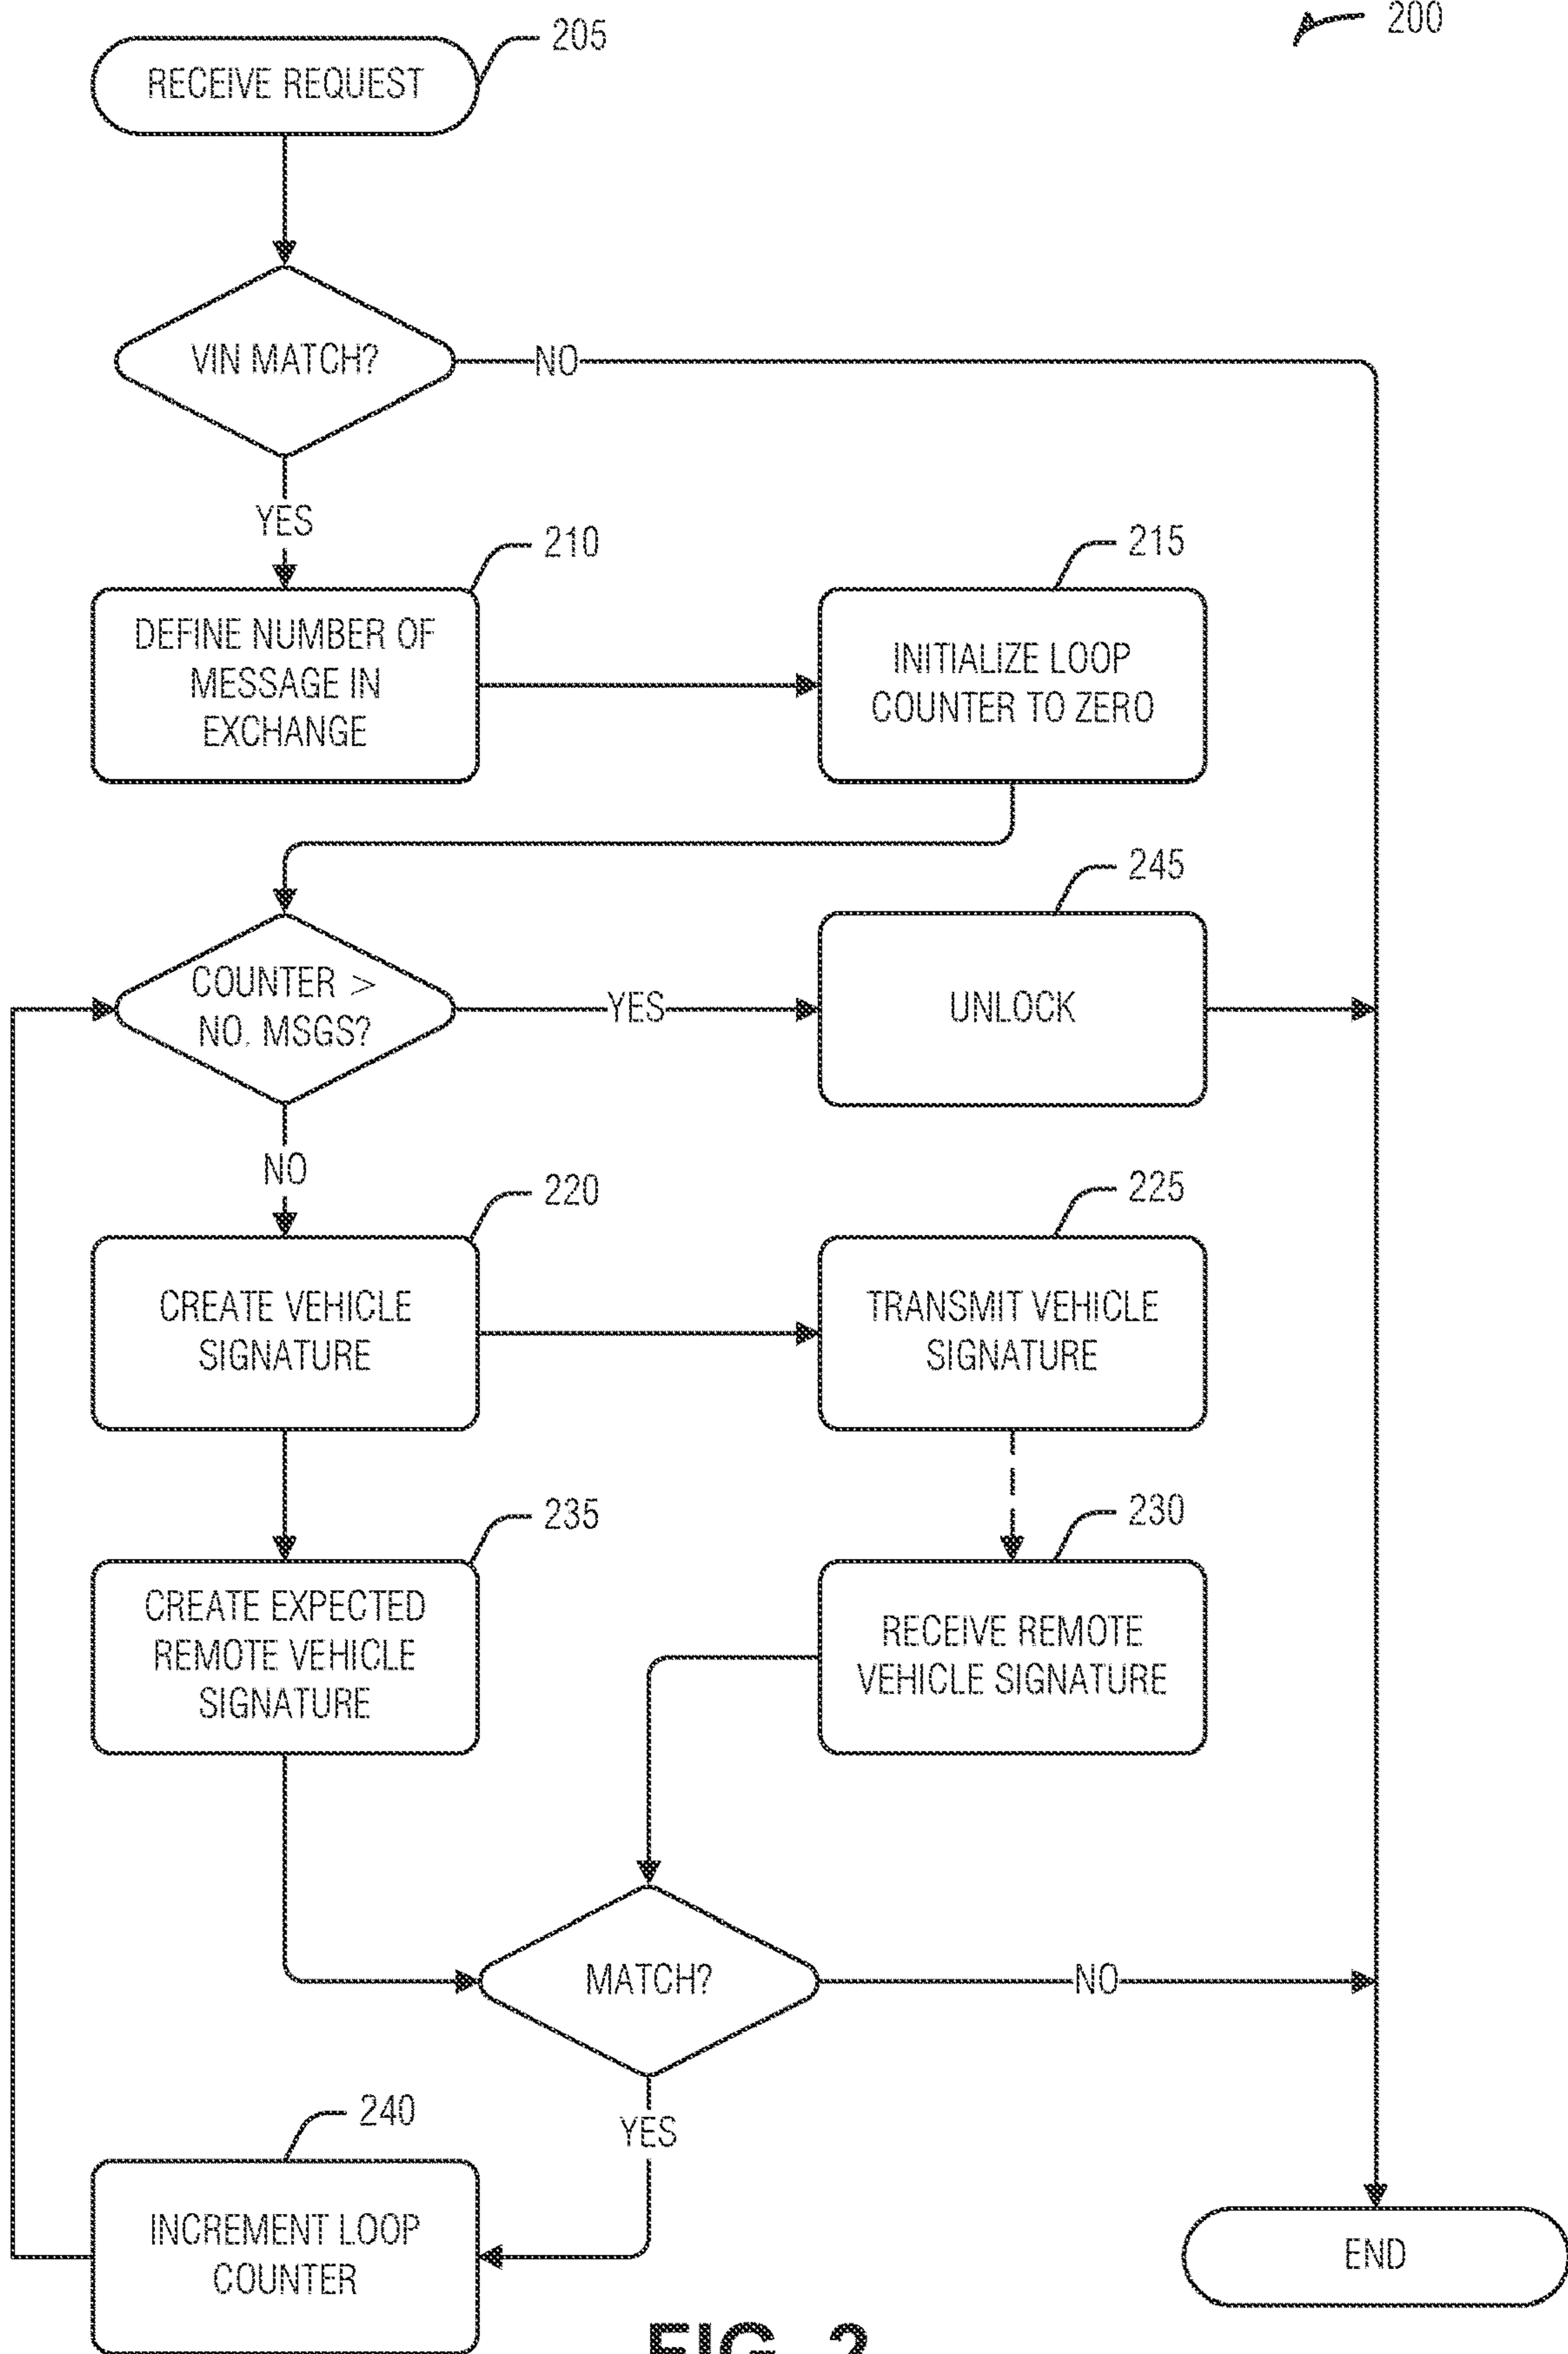 200
205
RECEIVE REQUEST
VIN MATCH?
NO
YES
210
215
DEFINE NUMBER OF
MESSAGE IN
EXCHANGE
INITIALIZE LOOP
COUNTER TO ZERO
245
COUNTER >
NO. MSGS?
YES
UNLOCK
NO
220
225
CREATE VEHICLE
SIGNATURE
TRANSMIT VEHICLE
SIGNATURE
235
230
CREATE EXPECTED
REMOTE VEHICLE
SIGNATURE
RECEIVE REMOTE
VEHICLE SIGNATURE
MATCH?
NO
YES
240
INCREMENT LOOP
COUNTER
END
FIG. 2